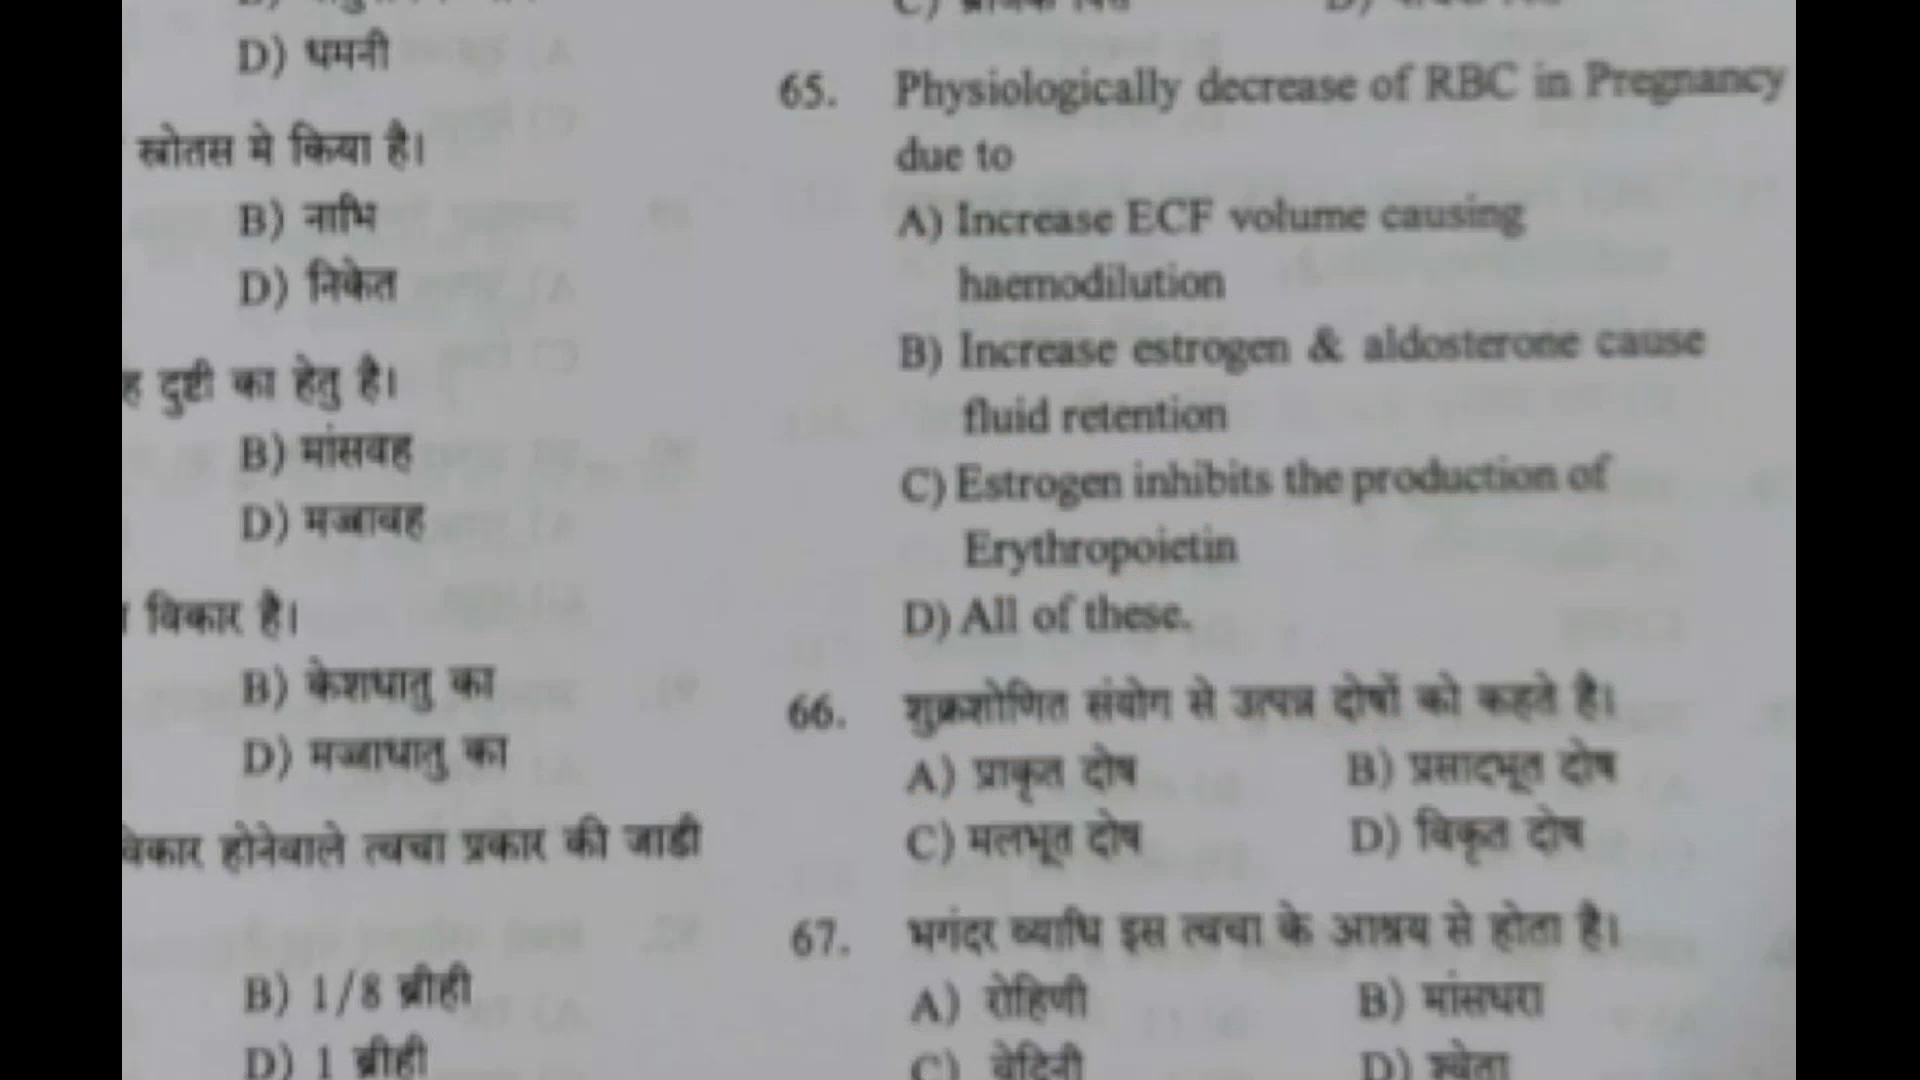 D) धमनी
स्रोतस मे किया है।
B) नाभि
D) निकेत
दुष्टी का हेतु है।
B) मांसवह
D) मज्जावह
विकार है।
B) केशधातु का
D) मज्जाधातु का
होनेवाले त्वचा प्रकार की जाडी
B) 1/8 ब्रीही
D) 1 ब्रीही
65. Physiologically decrease of RBC in Pregnancy
due to
A) Increase ECF volume causing
haemodilution
B) Increase estrogen & aldosterone cause
fluid retention
C) Estrogen inhibits the production of
Erythropoietin
D) All of these.
66. शुक्रशोणित संयोग से उत्पन्न दोषों को कहते है।
A) प्राकृत दोष B) प्रसादभूत दोष
C) मलभूत दोष D) विकृत दोष
67. भगंदर व्याधि इस त्वचा के आश्रय से होता है।
A) रोहिणी B) मांसधरा
C) वेदिनी D) श्वेता